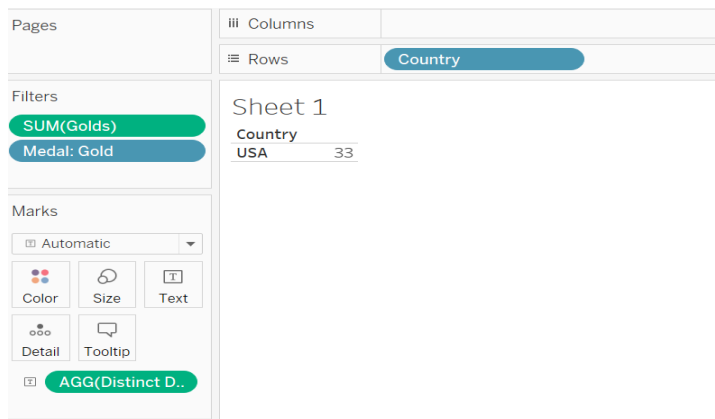 Pages
Columns
Rows
Country
Filters
SUM(Golds)
Medal: Gold
Sheet 1
Country
USA 33
Marks
Automatic
Color Size Text
Detail Tooltip
AGG(Distinct D..